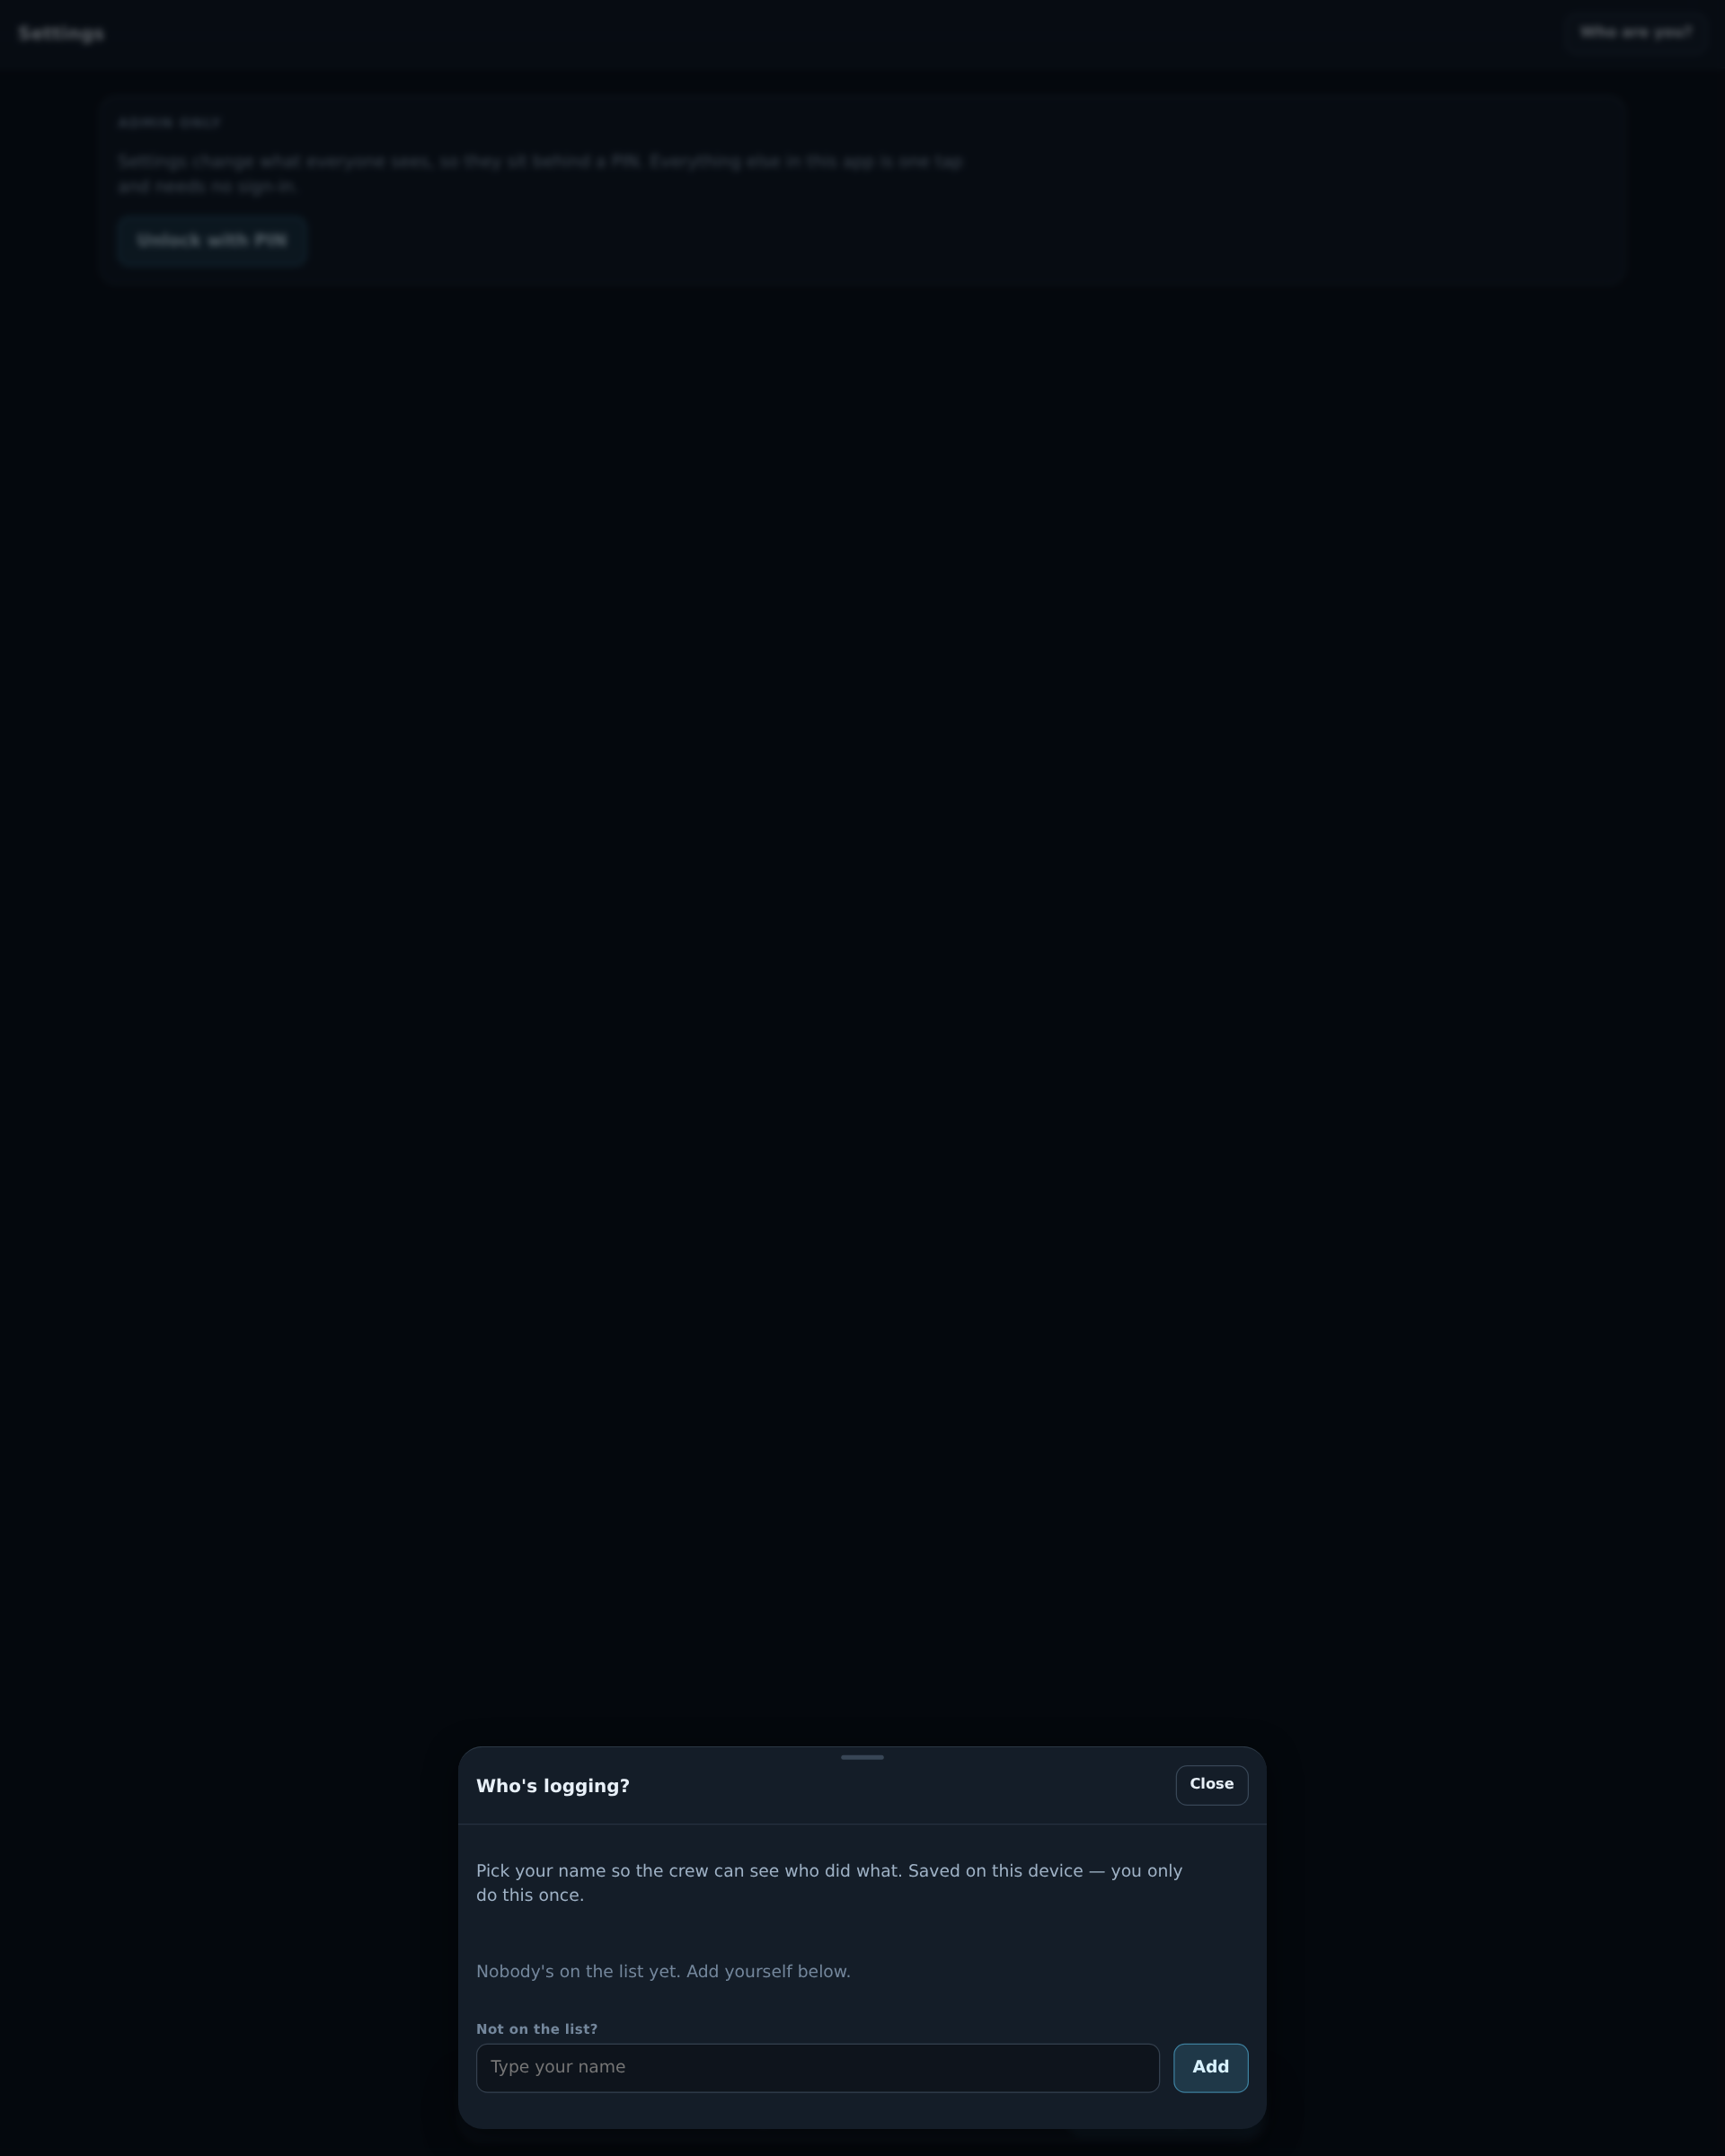 Settings
Who are you?
ADMIN ONLY
Settings change what everyone sees, so they sit behind a PIN. Everything else in this app is one tap
and needs no sign-in.
Unlock with PIN
Who's logging?
Close
Pick your name so the crew can see who did what. Saved on this device — you only
do this once.
Nobody's on the list yet. Add yourself below.
Not on the list?
Type your name
Add